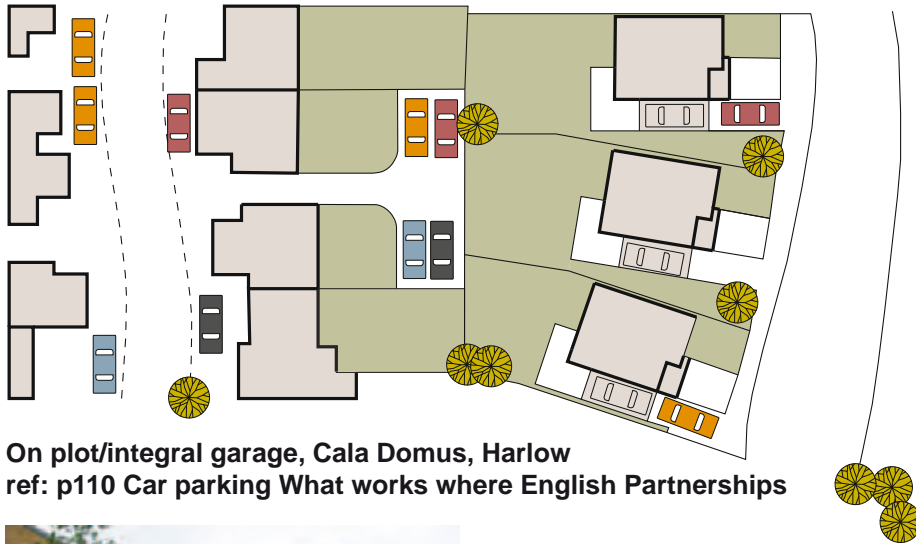 On plot/integral garage, Cala Domus, Harlow
ref: p110 Car parking What works where English Partnerships